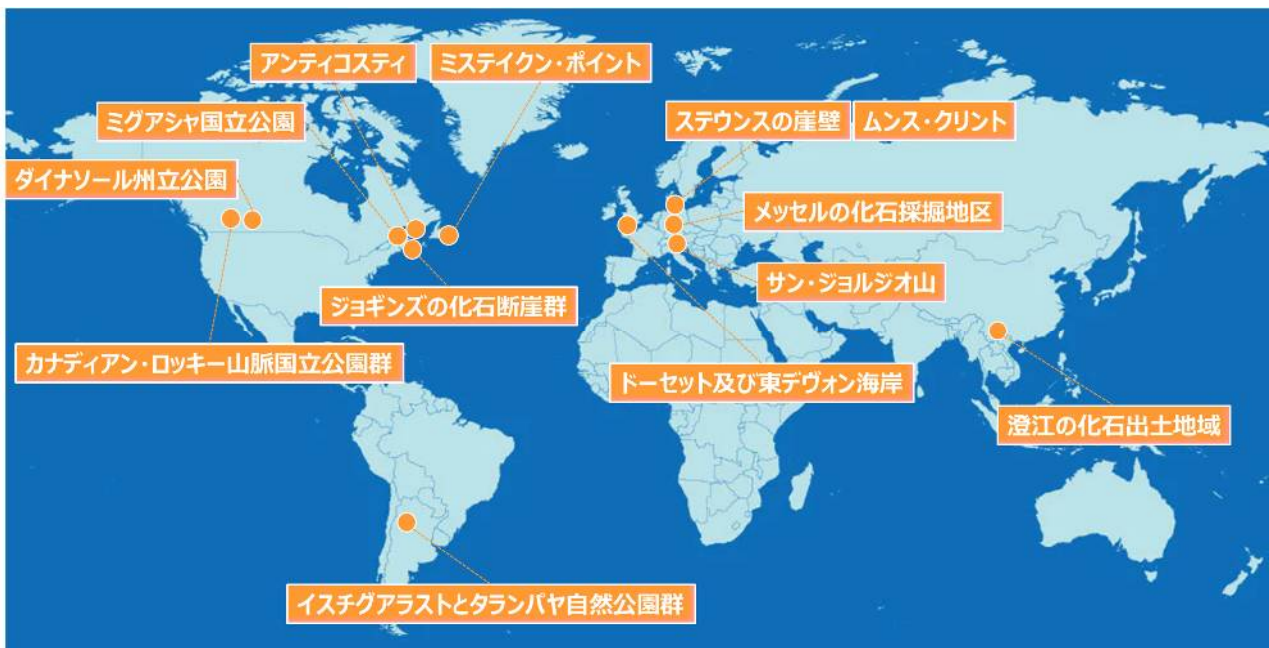 アンティコスティ
ミステイクン・ポイント
ミグアシャ国立公園
ステウンスの崖壁
ムンス・クリント
ダイナソール州立公園
メッセルの化石採掘地区
サン・ジョルジオ山
ジョギンズの化石断崖群
カナディアン・ロッキー山脈国立公園群
ドーセット及び東デヴォン海岸
澄江の化石出土地域
イスチグアラストとタランパヤ自然公園群